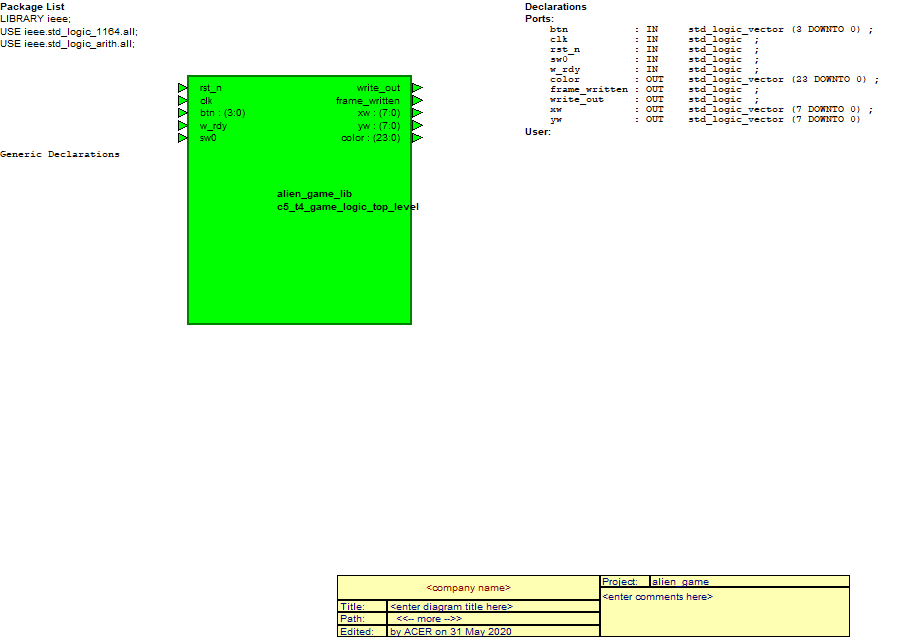 Package List
LIBRARY ieee;
USE ieee.std_logic_1164.all;
USE ieee.std_logic_arith.all;
Declarations
Ports:
btn : IN std_logic_vector (3 DOWNTO 0) ;
clk : IN std_logic ;
rst_n : IN std_logic ;
sw0 : IN std_logic ;
w_rdy : IN std_logic ;
color : OUT std_logic_vector (23 DOWNTO 0) ;
frame_written : OUT std_logic ;
write_out : OUT std_logic ;
xw : OUT std_logic_vector (7 DOWNTO 0) ;
yw : OUT std_logic_vector (7 DOWNTO 0)
User:
rst_n write_out
clk frame_written
btn : (3:0) xw : (7:0)
w_rdy yw : (7:0)
sw0 color : (23:0)
Generic Declarations
alien_game_lib
c5_t4_game_logic_top_level
<company name>
Title: <enter diagram title here>
Path: <<-- more -->>
Edited: by ACER on 31 May 2020
Project: alien_game
<enter comments here>